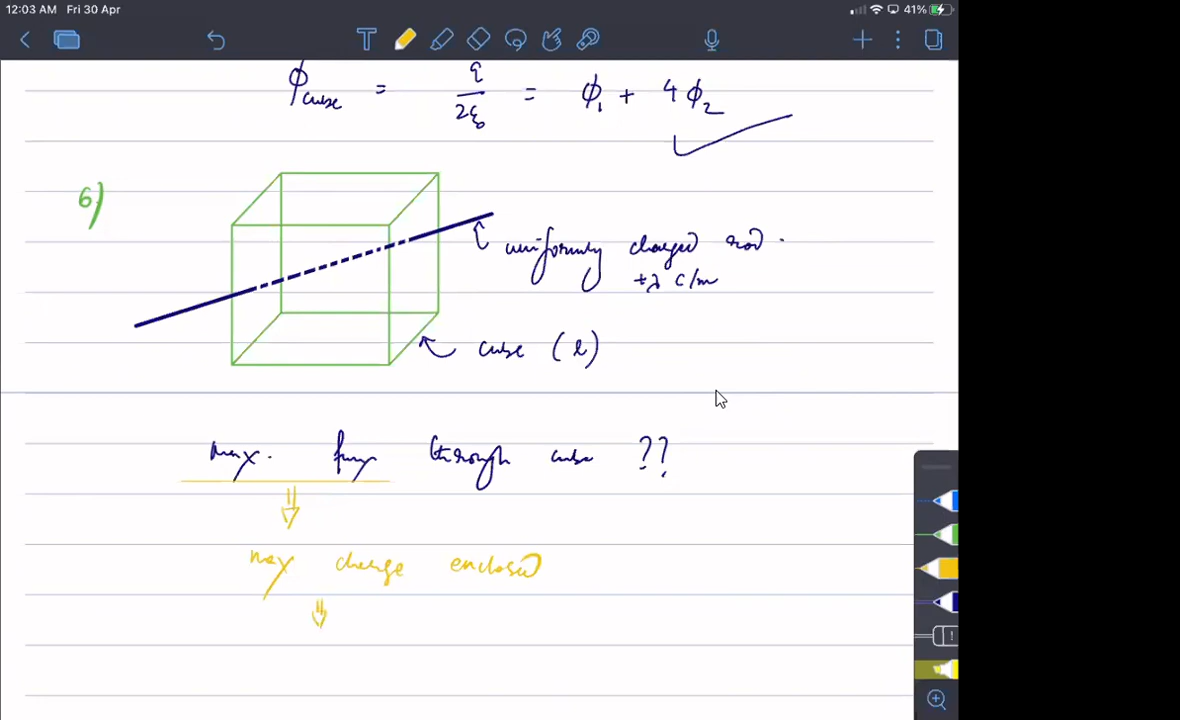 12:03 AM Fri 30 Apr 41%
T
ϕcube = q/2ε₀ = ϕ₁ + 4ϕ₂
6)
uniformly charged rod.
+λ C/m
cube (l)
max. flux through cube ??
max charge enclosed